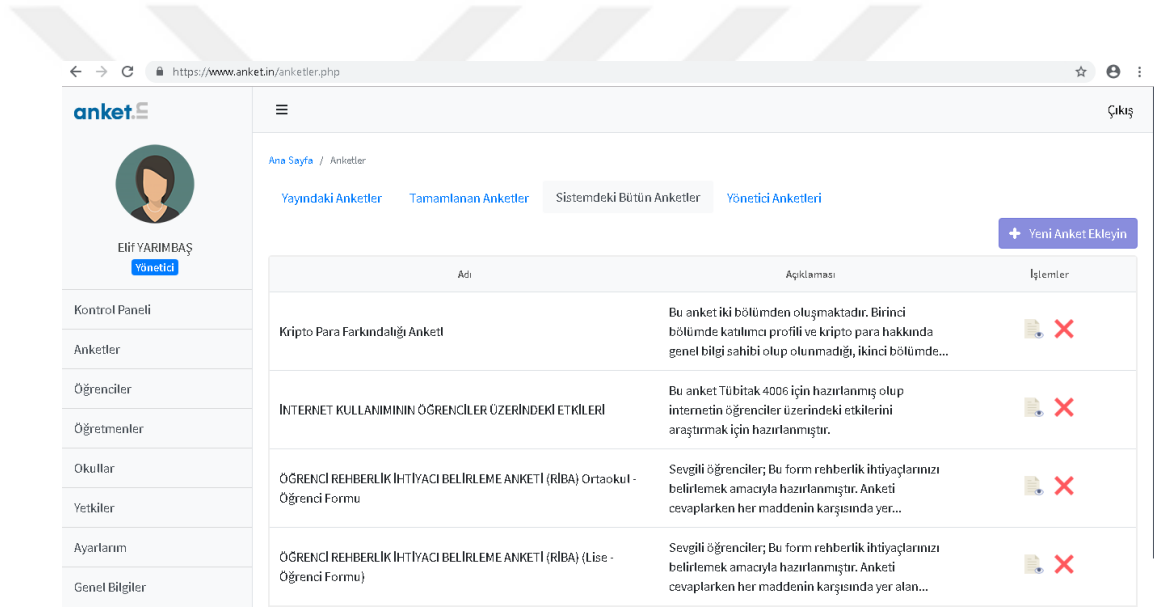 https://www.anket.in/anketler.php
anket.in
Çıkış
Elif YARIMBAŞ
Yönetici
Kontrol Paneli
Anketler
Öğrenciler
Öğretmenler
Okullar
Yetkiler
Ayarlarım
Genel Bilgiler
Ana Sayfa / Anketler
Yayındaki Anketler
Tamamlanan Anketler
Sistemdeki Bütün Anketler
Yönetici Anketleri
+ Yeni Anket Ekleyin
Adı
Açıklaması
İşlemler
Kripto Para Farkındalığı Anketİ
Bu anket iki bölümden oluşmaktadır. Birinci
bölümde katılımcı profili ve kripto para hakkında
genel bilgi sahibi olup olunmadığı, ikinci bölümde...
İNTERNET KULLANIMININ ÖĞRENCİLER ÜZERİNDEKİ ETKİLERİ
Bu anket Tübitak 4006 için hazırlanmış olup
internetin öğrenciler üzerindeki etkilerini
araştırmak için hazırlanmıştır.
ÖĞRENCİ REHBERLİK İHTİYACI BELİRLEME ANKETİ (RİBA) Ortaokul -
Öğrenci Formu
Sevgili öğrenciler; Bu form rehberlik ihtiyaçlarınızı
belirlemek amacıyla hazırlanmıştır. Anketi
cevaplarken her maddenin karşısında yer...
ÖĞRENCİ REHBERLİK İHTİYACI BELİRLEME ANKETİ (RİBA) (Lise -
Öğrenci Formu)
Sevgili öğrenciler; Bu form rehberlik ihtiyaçlarınızı
belirlemek amacıyla hazırlanmıştır. Anketi
cevaplarken her maddenin karşısında yer alan...